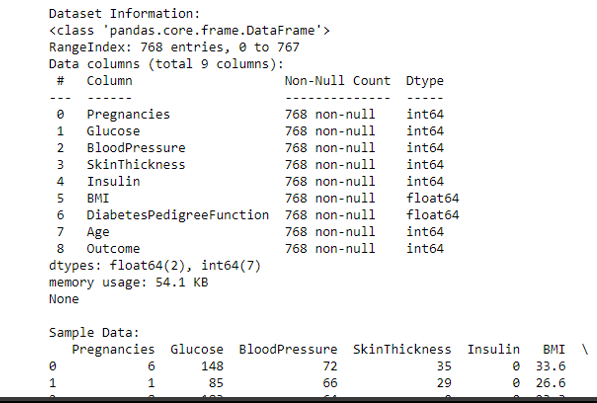 Dataset Information:
<class 'pandas.core.frame.DataFrame'>
RangeIndex: 768 entries, 0 to 767
Data columns (total 9 columns):
 #   Column                    Non-Null Count  Dtype
---  ------                    --------------  -----
 0   Pregnancies               768 non-null    int64
 1   Glucose                   768 non-null    int64
 2   BloodPressure             768 non-null    int64
 3   SkinThickness             768 non-null    int64
 4   Insulin                   768 non-null    int64
 5   BMI                       768 non-null    float64
 6   DiabetesPedigreeFunction  768 non-null    float64
 7   Age                       768 non-null    int64
 8   Outcome                   768 non-null    int64
dtypes: float64(2), int64(7)
memory usage: 54.1 KB
None
Sample Data:
   Pregnancies  Glucose  BloodPressure  SkinThickness  Insulin   BMI  \
0            6      148             72             35        0  33.6
1            1       85             66             29        0  26.6